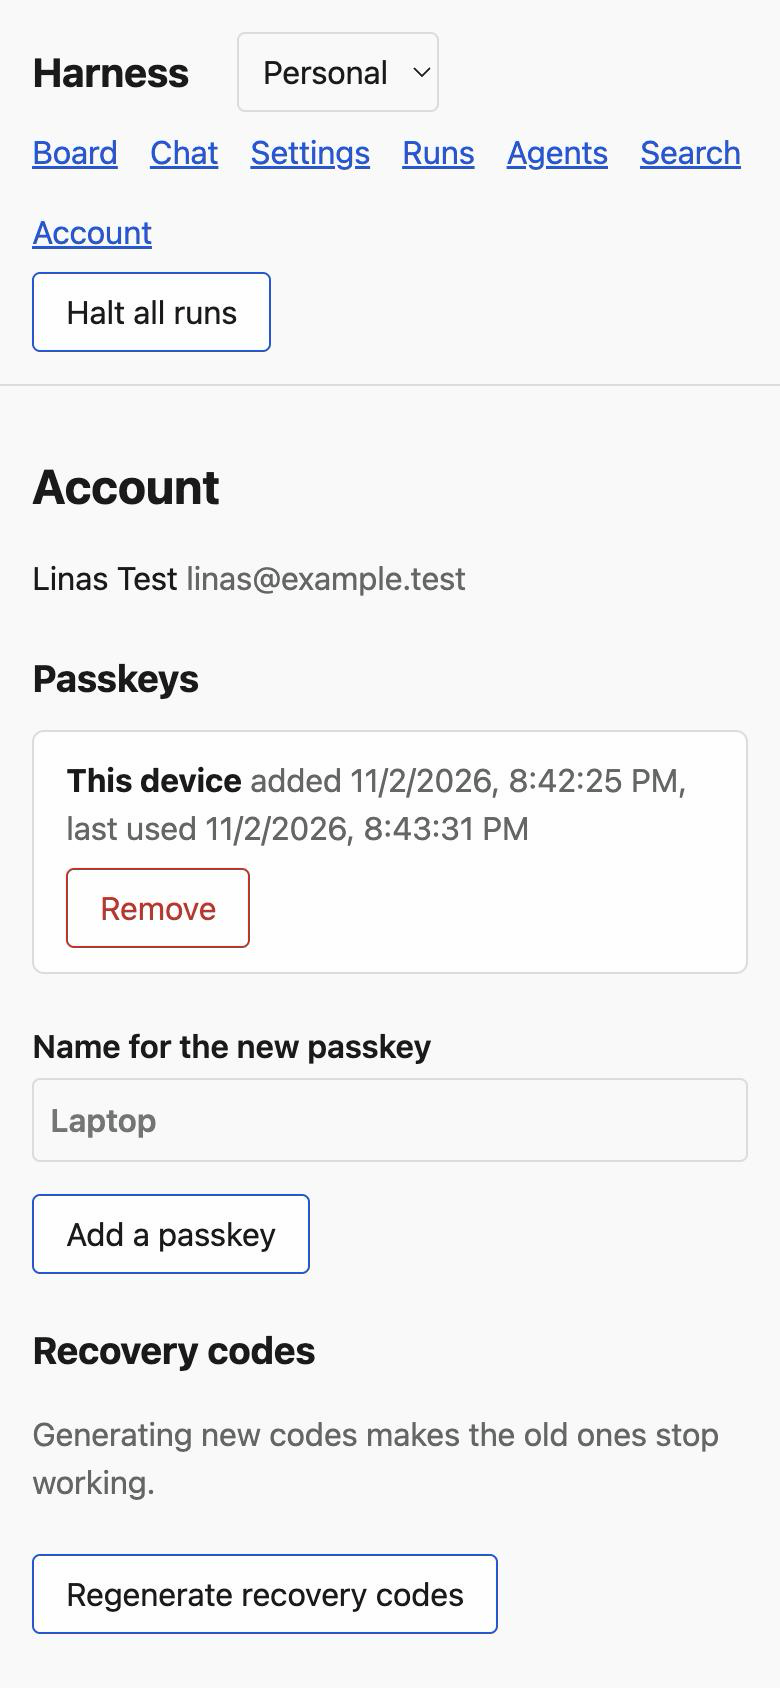 Harness
Personal
Board Chat Settings Runs Agents Search
Account
Halt all runs
Account
Linas Test linas@example.test
Passkeys
This device added 11/2/2026, 8:42:25 PM,
last used 11/2/2026, 8:43:31 PM
Remove
Name for the new passkey
Laptop
Add a passkey
Recovery codes
Generating new codes makes the old ones stop
working.
Regenerate recovery codes